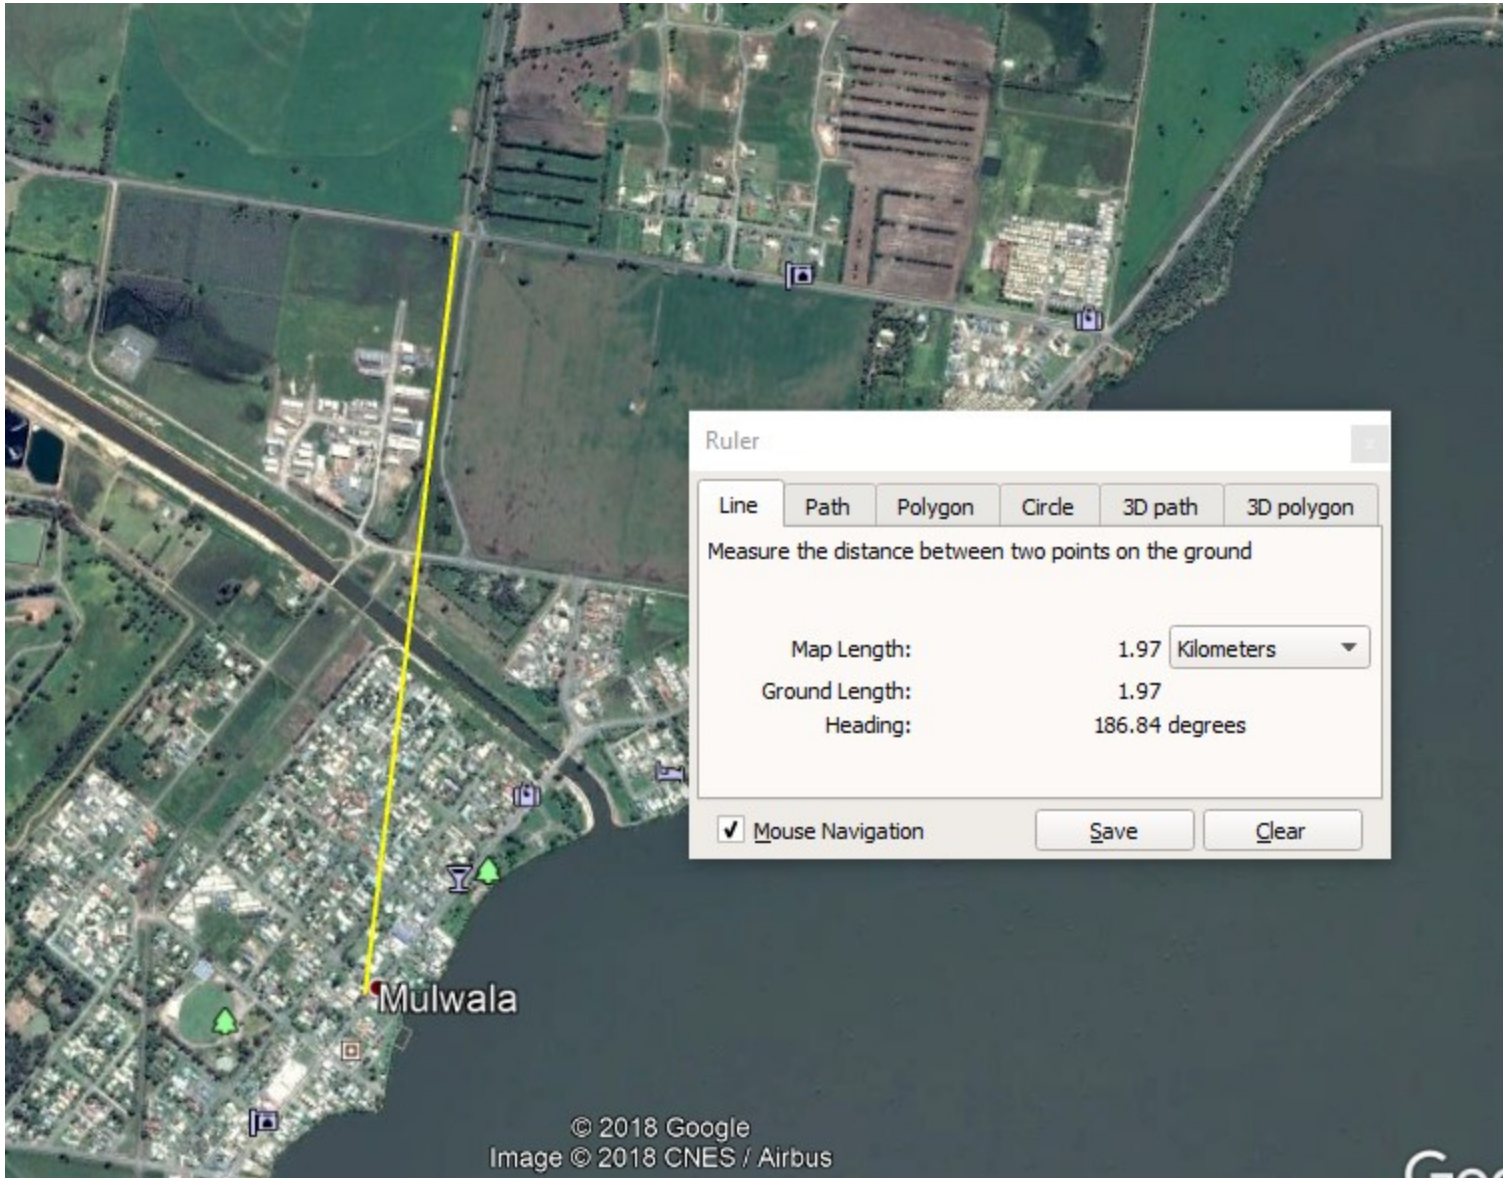 Ruler
x
Line Path Polygon Circle 3D path 3D polygon
Measure the distance between two points on the ground
Map Length: 1.97 Kilometers
Ground Length: 1.97
Heading: 186.84 degrees
Mouse Navigation Save Clear
Mulwala
© 2018 Google
Image © 2018 CNES / Airbus